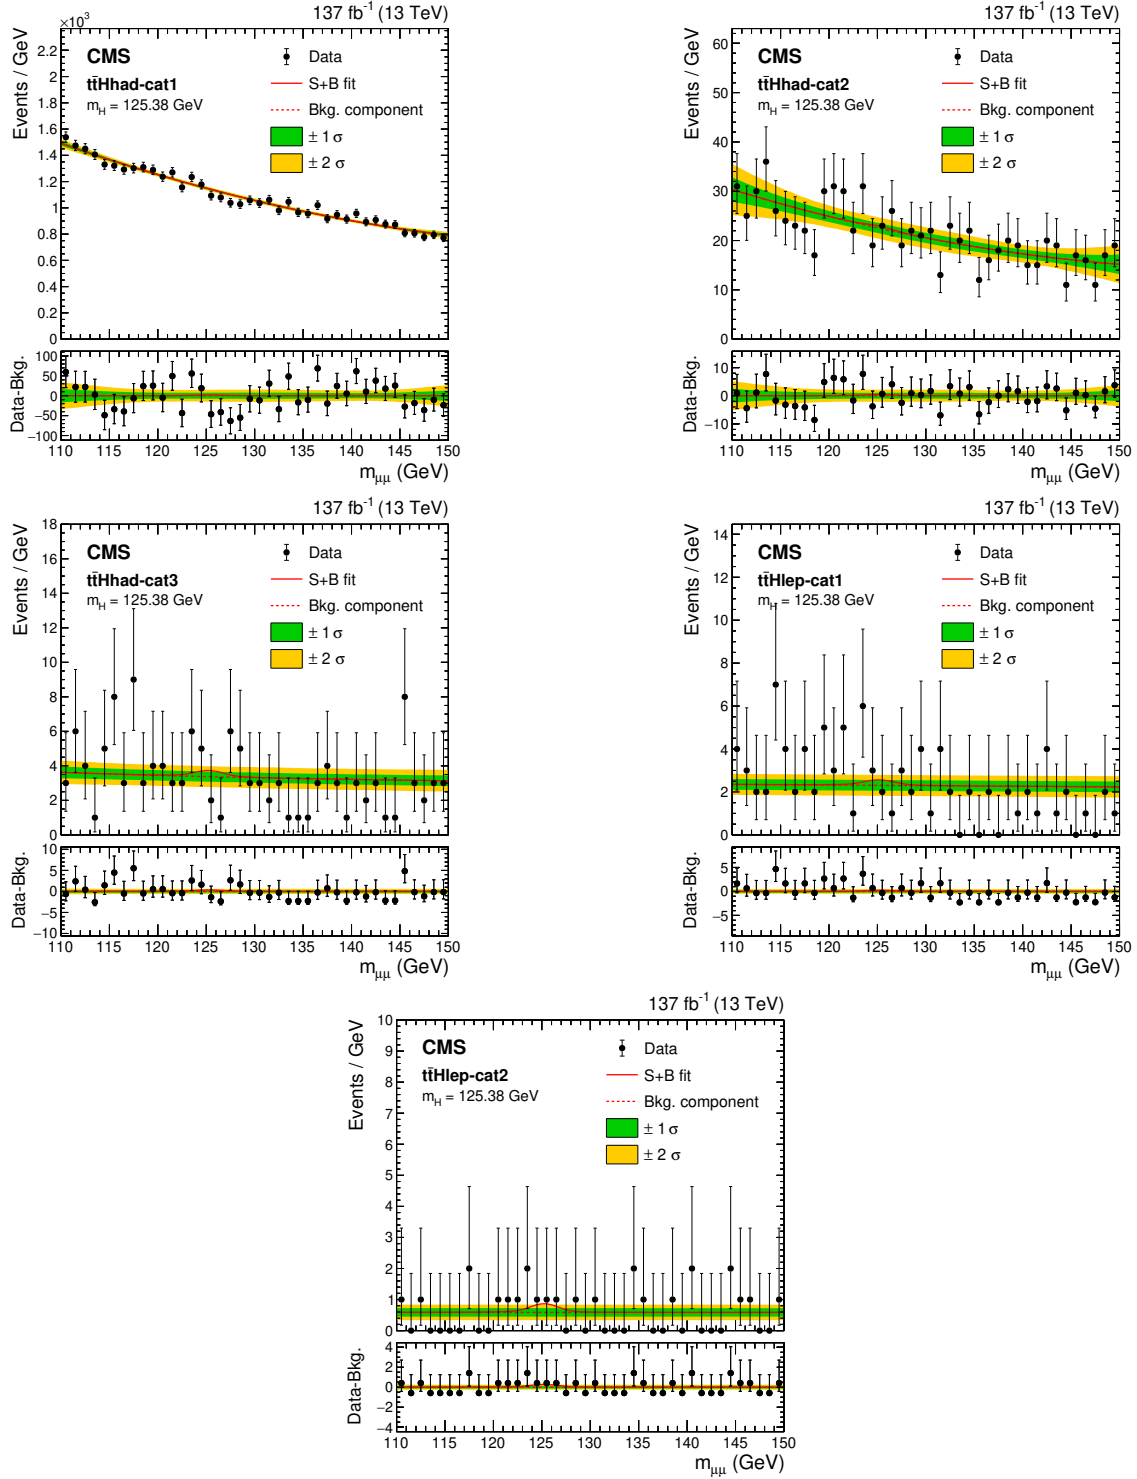 137 fb⁻¹ (13 TeV)
×10³
Events / GeV
2.2
2
1.8
1.6
1.4
1.2
1
0.8
0.6
0.4
0.2
0
CMS
tt̄Hhad-cat1
m_H = 125.38 GeV
Data
S+B fit
Bkg. component
± 1 σ
± 2 σ
Data-Bkg.
100
50
0
−50
−100
110 115 120 125 130 135 140 145 150
m_μμ (GeV)
137 fb⁻¹ (13 TeV)
Events / GeV
60
50
40
30
20
10
0
CMS
tt̄Hhad-cat2
m_H = 125.38 GeV
Data
S+B fit
Bkg. component
± 1 σ
± 2 σ
Data-Bkg.
10
0
−10
110 115 120 125 130 135 140 145 150
m_μμ (GeV)
137 fb⁻¹ (13 TeV)
Events / GeV
18
16
14
12
10
8
6
4
2
0
CMS
tt̄Hhad-cat3
m_H = 125.38 GeV
Data
S+B fit
Bkg. component
± 1 σ
± 2 σ
Data-Bkg.
10
5
0
−5
−10
110 115 120 125 130 135 140 145 150
m_μμ (GeV)
137 fb⁻¹ (13 TeV)
Events / GeV
14
12
10
8
6
4
2
0
CMS
tt̄Hlep-cat1
m_H = 125.38 GeV
Data
S+B fit
Bkg. component
± 1 σ
± 2 σ
Data-Bkg.
5
0
−5
110 115 120 125 130 135 140 145 150
m_μμ (GeV)
137 fb⁻¹ (13 TeV)
Events / GeV
10
9
8
7
6
5
4
3
2
1
0
CMS
tt̄Hlep-cat2
m_H = 125.38 GeV
Data
S+B fit
Bkg. component
± 1 σ
± 2 σ
Data-Bkg.
4
2
0
−2
−4
110 115 120 125 130 135 140 145 150
m_μμ (GeV)